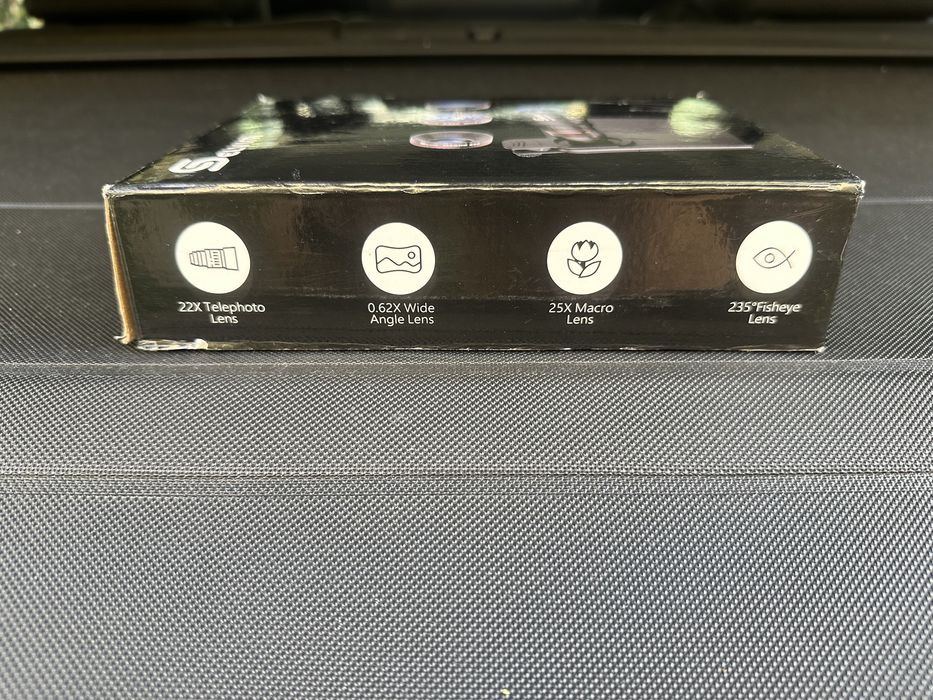 22X Telephoto
Lens
0.62X Wide
Angle Lens
25X Macro
Lens
235°Fisheye
Lens